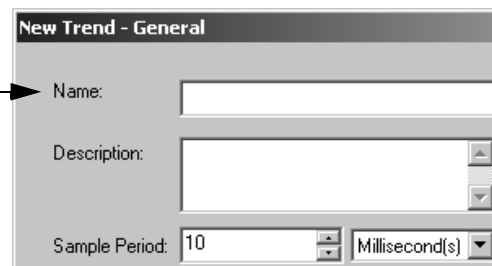 New Trend - General
Name:
Description:
Sample Period: 10 Millisecond(s)